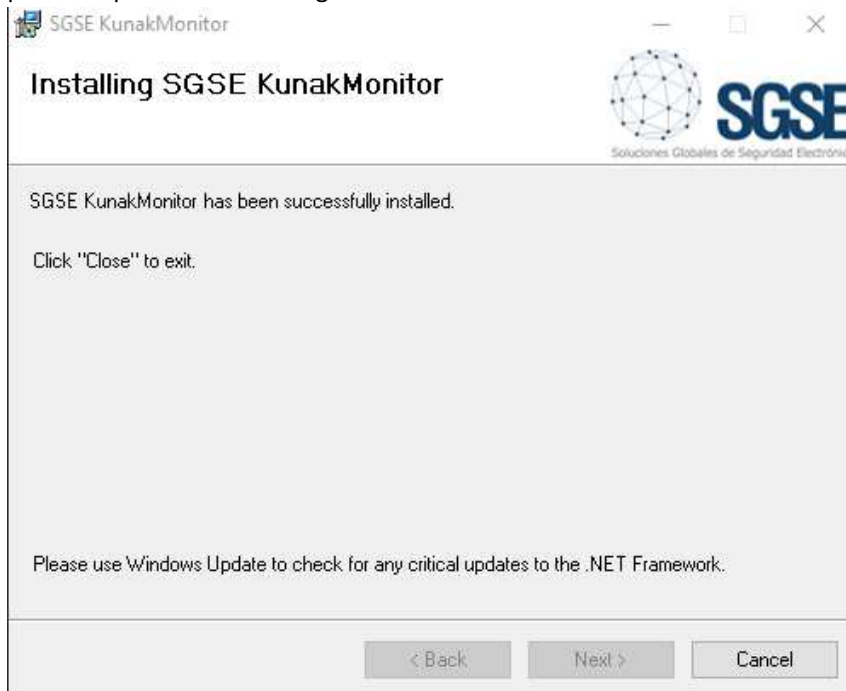 SGSE KunakMonitor
Installing SGSE KunakMonitor
SGSE
Soluciones Globales de Seguridad
SGSE KunakMonitor has been successfully installed.
Click "Close" to exit.
Please use Windows Update to check for any critical updates to the .NET Framework.
< Back
Next >
Cancel